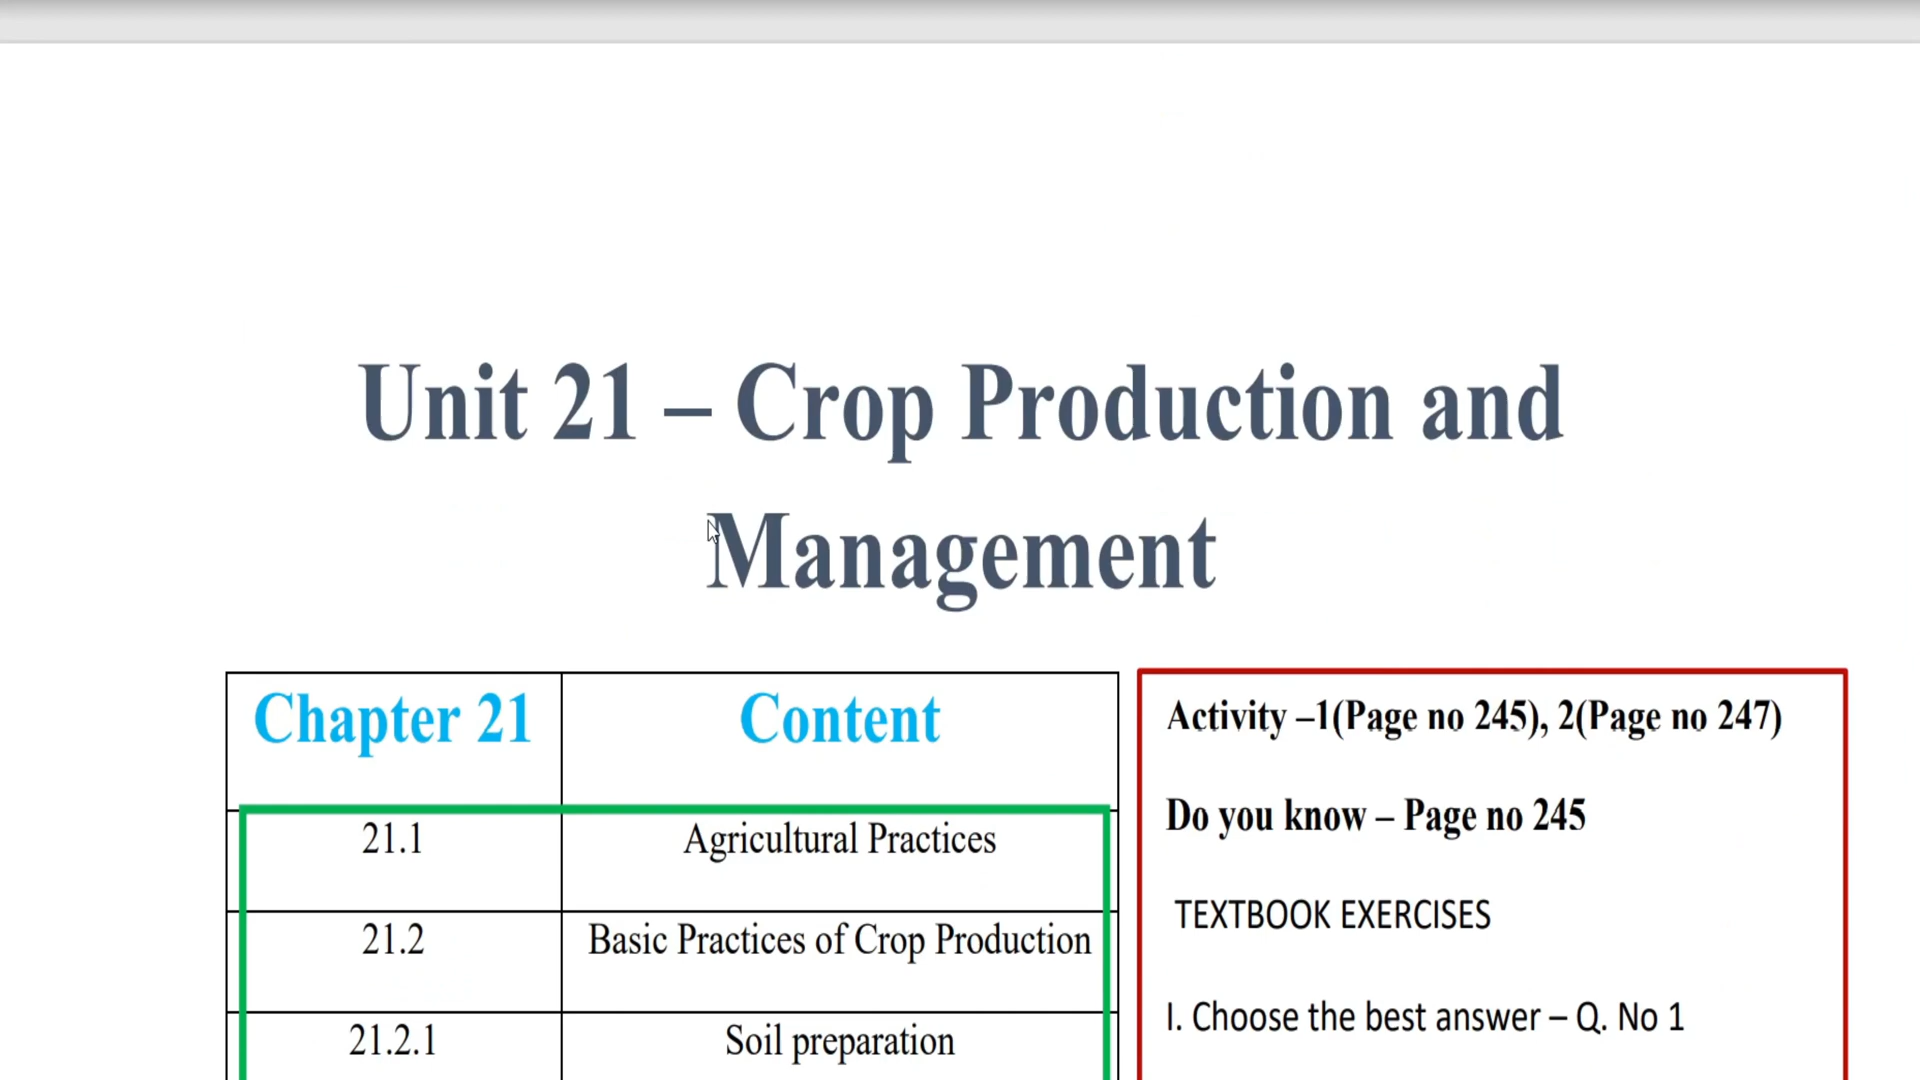 Unit 21 – Crop Production and
Management
Chapter 21 Content
21.1 Agricultural Practices
21.2 Basic Practices of Crop Production
21.2.1 Soil preparation
Activity –1(Page no 245), 2(Page no 247)
Do you know – Page no 245
TEXTBOOK EXERCISES
I. Choose the best answer – Q. No 1